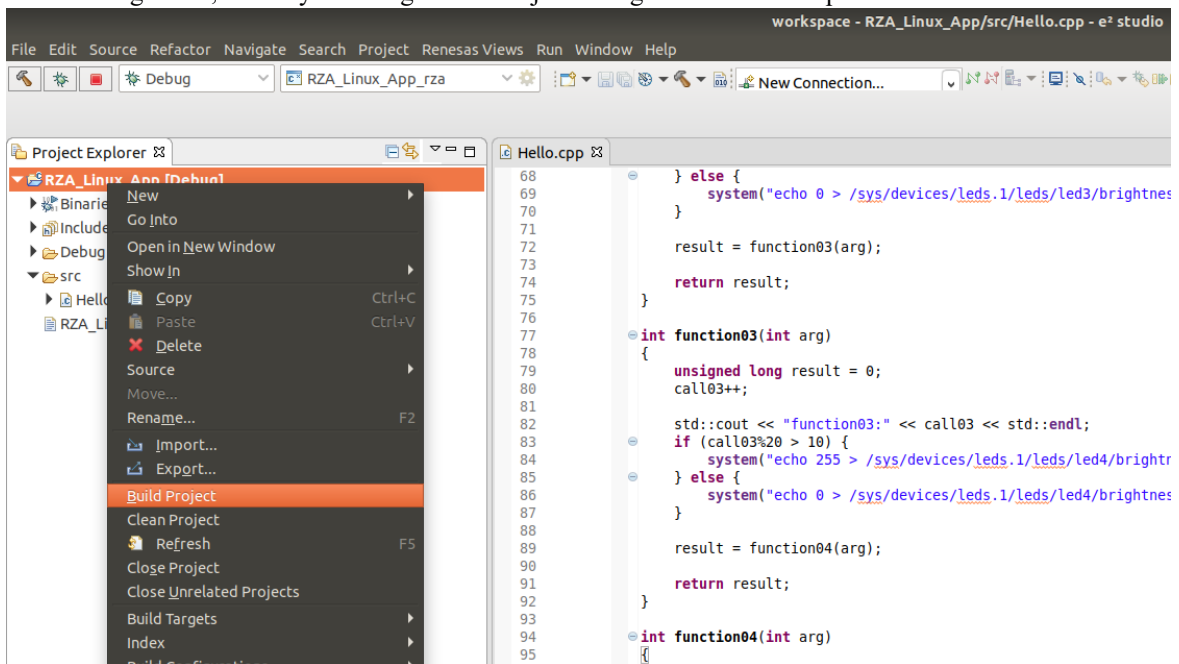 workspace - RZA_Linux_App/src/Hello.cpp - e² studio
File Edit Source Refactor Navigate Search Project Renesas Views Run Window Help
Debug RZA_Linux_App_rza New Connection...
Project Explorer
RZA_Linux_App [Debug]
Binarie
Include
Debug
src
Hello
RZA_Li
New
Go Into
Open in New Window
Show In
Copy Ctrl+C
Paste Ctrl+V
Delete
Source
Move...
Rename... F2
Import...
Export...
Build Project
Clean Project
Refresh F5
Close Project
Close Unrelated Projects
Build Targets
Index
Hello.cpp
68 } else {
69 system("echo 0 > /sys/devices/leds.1/leds/led3/brightnes
70 }
71
72 result = function03(arg);
73
74 return result;
75 }
76
77 int function03(int arg)
78 {
79 unsigned long result = 0;
80 call03++;
81
82 std::cout << "function03:" << call03 << std::endl;
83 if (call03%20 > 10) {
84 system("echo 255 > /sys/devices/leds.1/leds/led4/brightn
85 } else {
86 system("echo 0 > /sys/devices/leds.1/leds/led4/brightnes
87 }
88
89 result = function04(arg);
90
91 return result;
92 }
93
94 int function04(int arg)
95 {